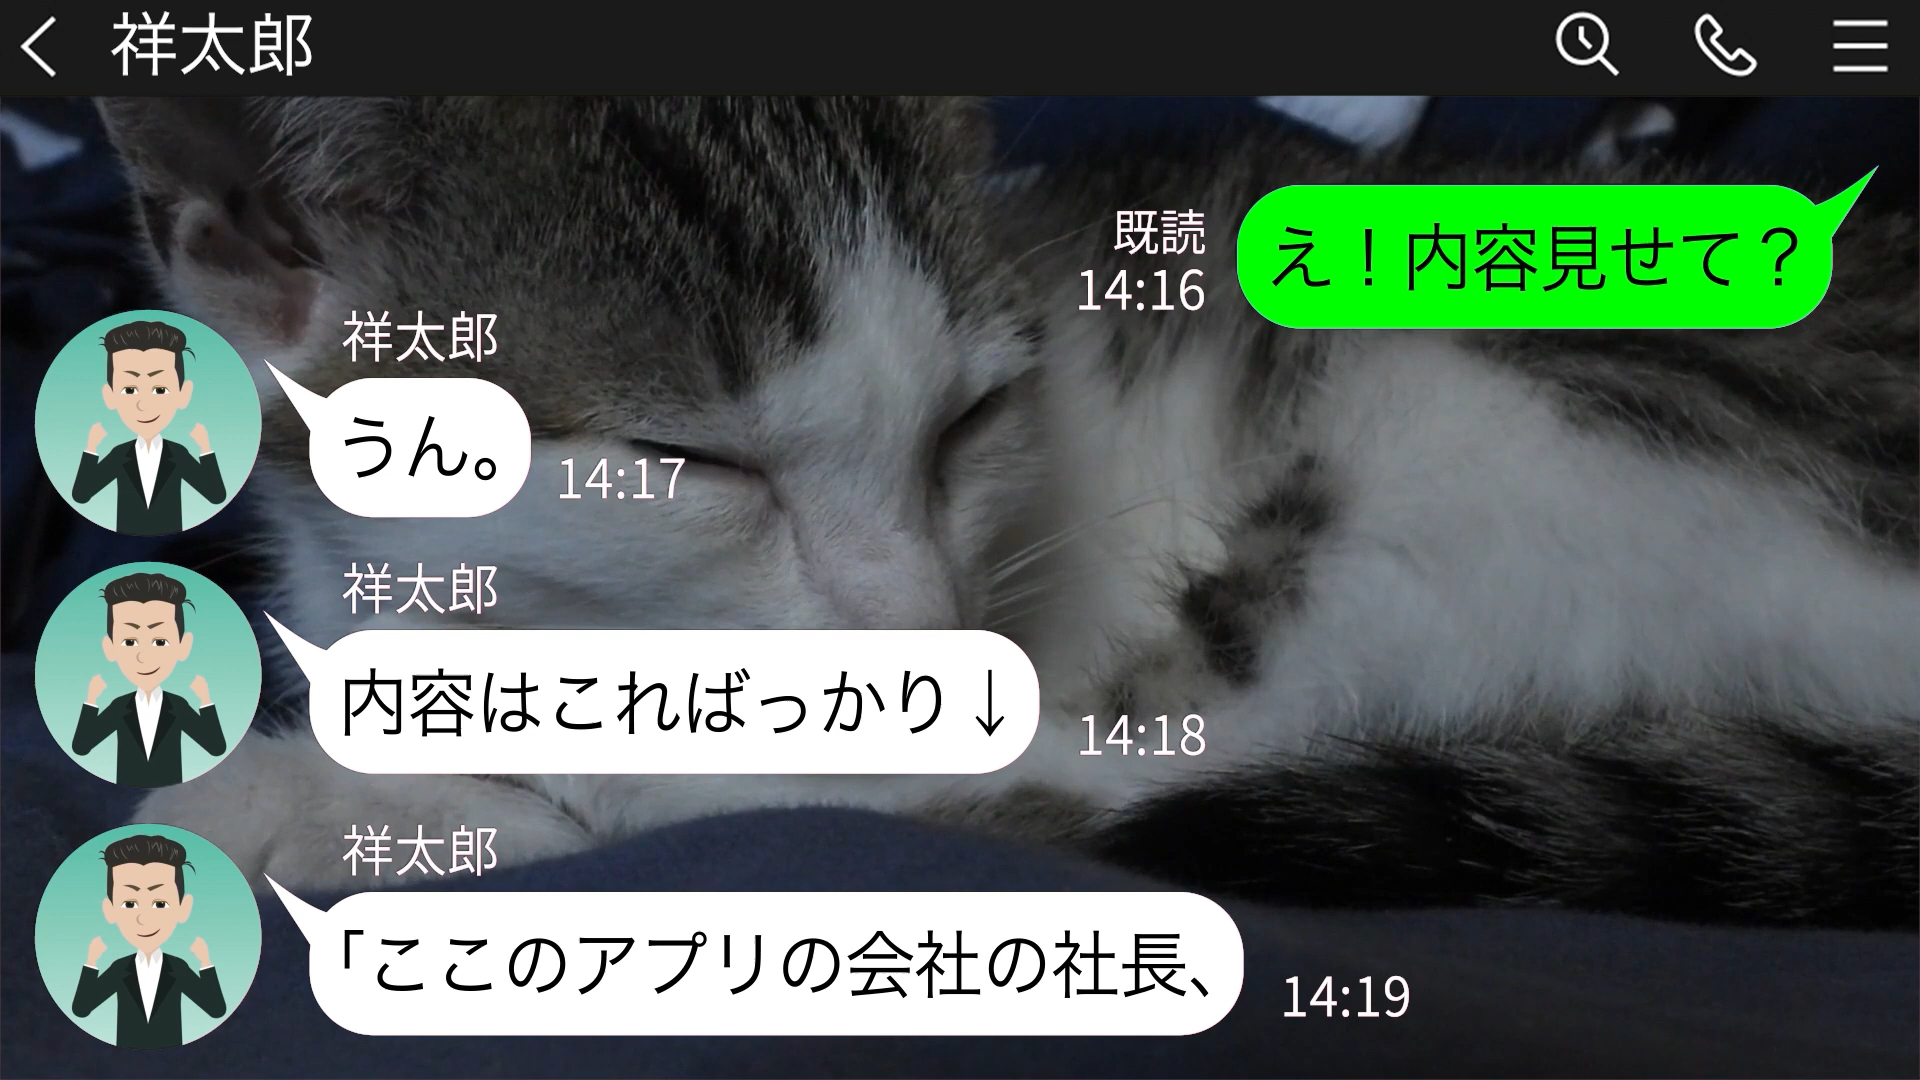 祥太郎
既読
14:16
え！内容見せて？
祥太郎
うん。
14:17
祥太郎
内容はこればっかり↓
14:18
祥太郎
「ここのアプリの会社の社長、
14:19